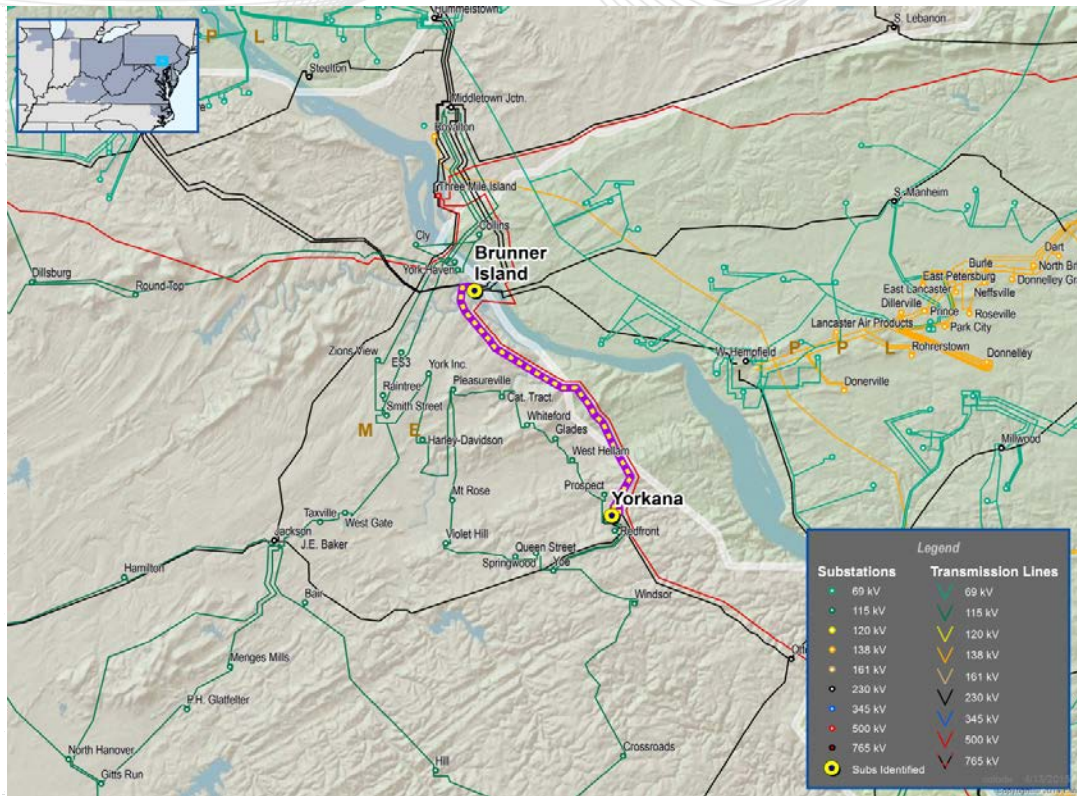 Hummelstown
S. Lebanon
P L
Steelton
Middletown Jctn.
Royalton
Three Mile Island
S. Manheim
Cly
Collins
Brunner
Island
York Haven
Dillsburg
Round-Top
Dart
Burle
North Br
East Petersburg
Donnelley Gr
East Lancaster
Neffsville
Dillerville
Prince
Roseville
Lancaster Air Products
Park City
Zions View
ES3
York Inc.
W. Hempfield
P P L
Rohrerstown
Donnelley
Raintree
Pleasureville
Cat. Tract.
Donerville
Smith Street
Whiteford
M E
Glades
Harley-Davidson
West Hellam
Millwood
Prospect
Yorkana
Mt Rose
Taxville
West Gate
Redfront
Jackson
J.E. Baker
Violet Hill
Queen Street
Springwood
Yoe
Hamilton
Bair
Windsor
Menges Mills
P.H. Glatfelter
North Hanover
Gitts Run
Hill
Crossroads
Legend
Substations
69 kV
115 kV
120 kV
138 kV
161 kV
230 kV
345 kV
500 kV
765 kV
Subs Identified
Transmission Lines
69 kV
115 kV
120 kV
138 kV
161 kV
230 kV
345 kV
500 kV
765 kV